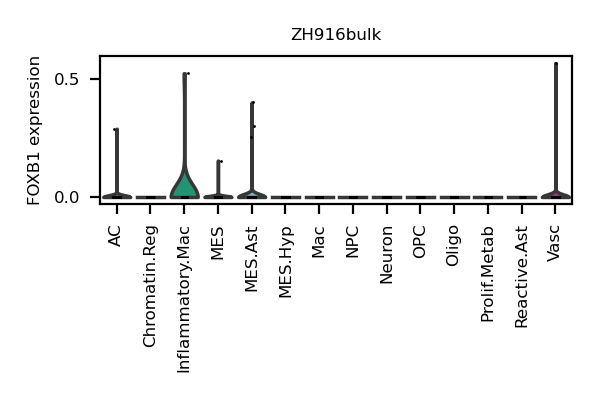 ZH916bulk
FOXB1 expression
0.5
0.0
AC
Chromatin.Reg
Inflammatory.Mac
MES
MES.Ast
MES.Hyp
Mac
NPC
Neuron
OPC
Oligo
Prolif.Metab
Reactive.Ast
Vasc